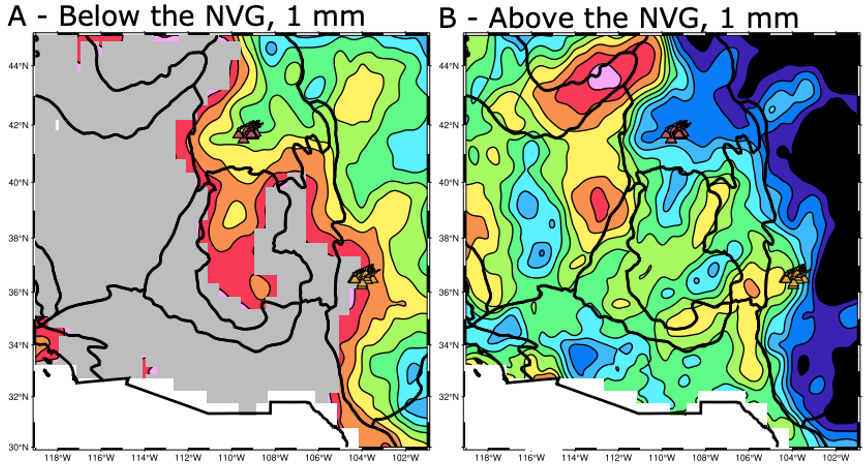 A - Below the NVG, 1 mm
B - Above the NVG, 1 mm
44°N
42°N
40°N
38°N
36°N
34°N
32°N
30°N
118°W 116°W 114°W 112°W 110°W 108°W 106°W 104°W 102°W
44°N
42°N
40°N
38°N
36°N
34°N
32°N
30°N
118°W 116°W 114°W 112°W 110°W 108°W 106°W 104°W 102°W